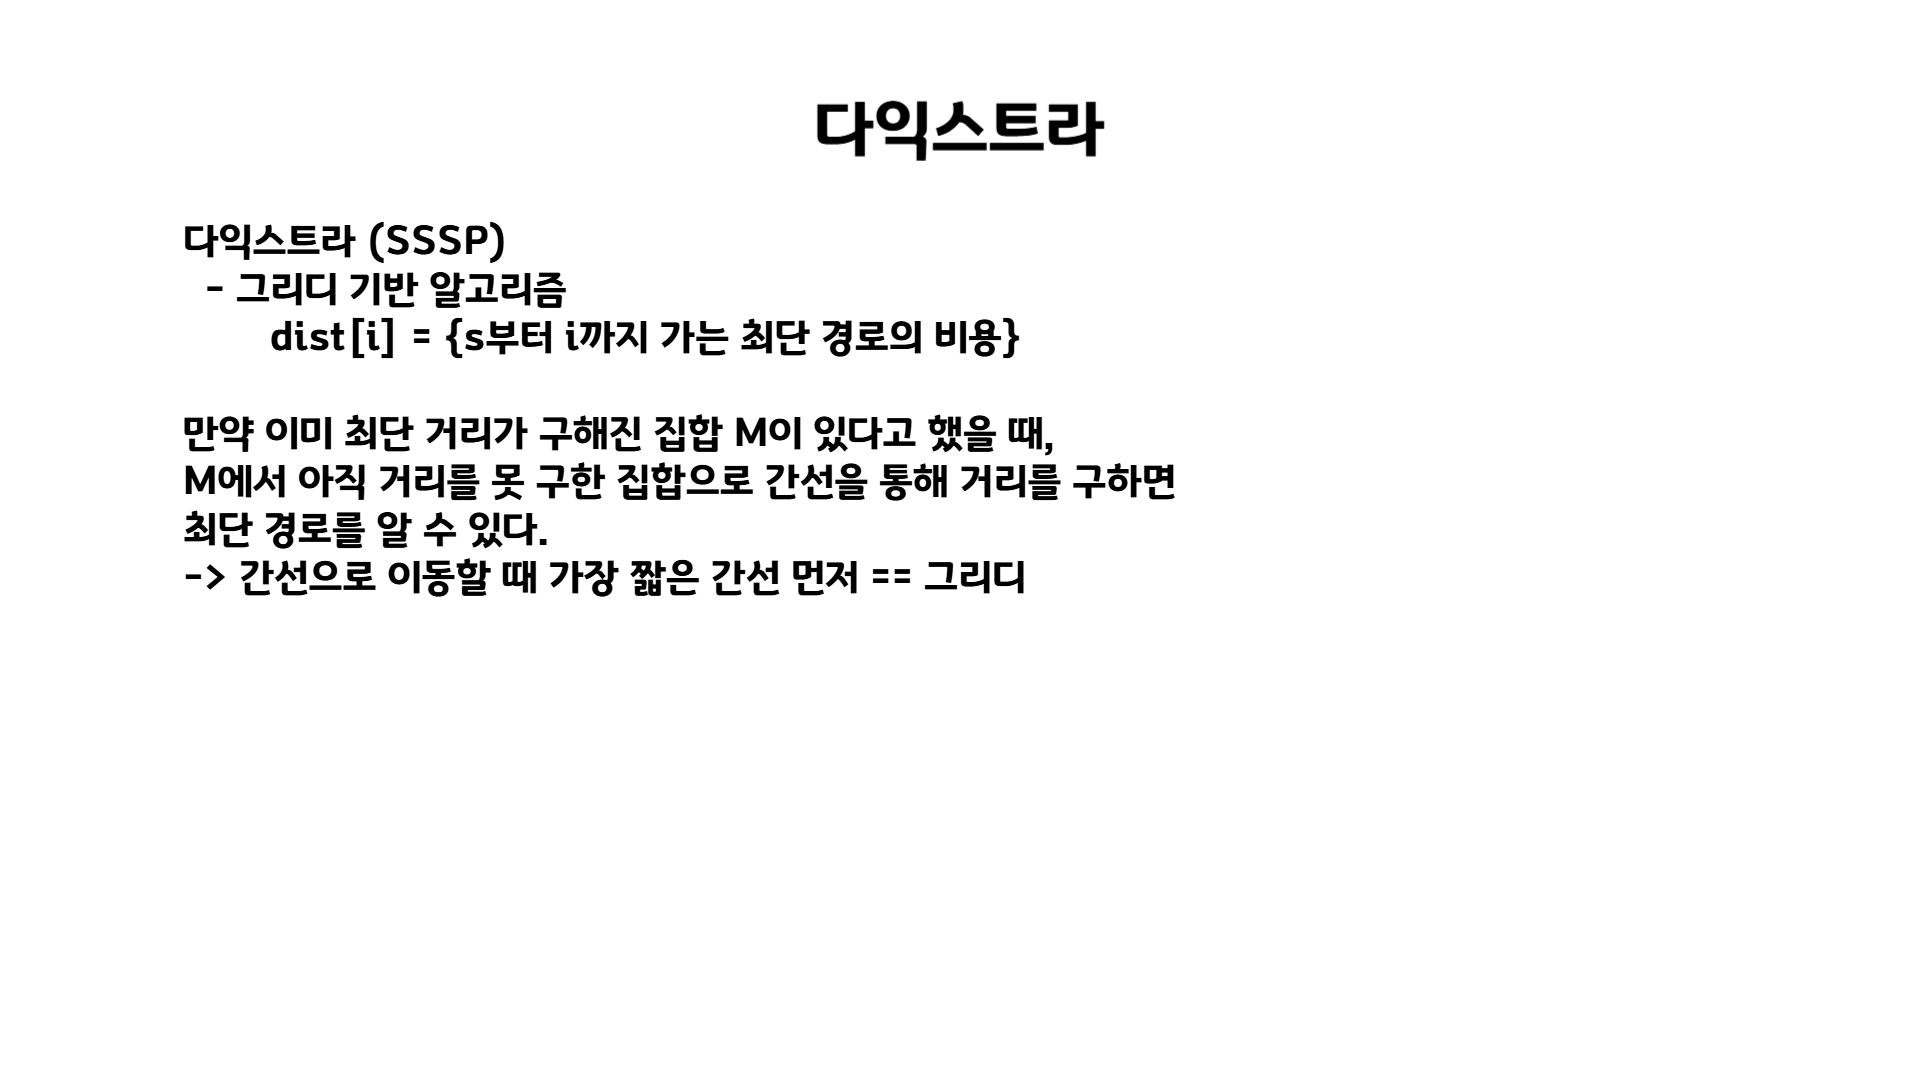 다익스트라
다익스트라 (SSSP)
- 그리디 기반 알고리즘
dist[i] = {s부터 i까지 가는 최단 경로의 비용}
만약 이미 최단 거리가 구해진 집합 M이 있다고 했을 때,
M에서 아직 거리를 못 구한 집합으로 간선을 통해 거리를 구하면
최단 경로를 알 수 있다.
-> 간선으로 이동할 때 가장 짧은 간선 먼저 == 그리디